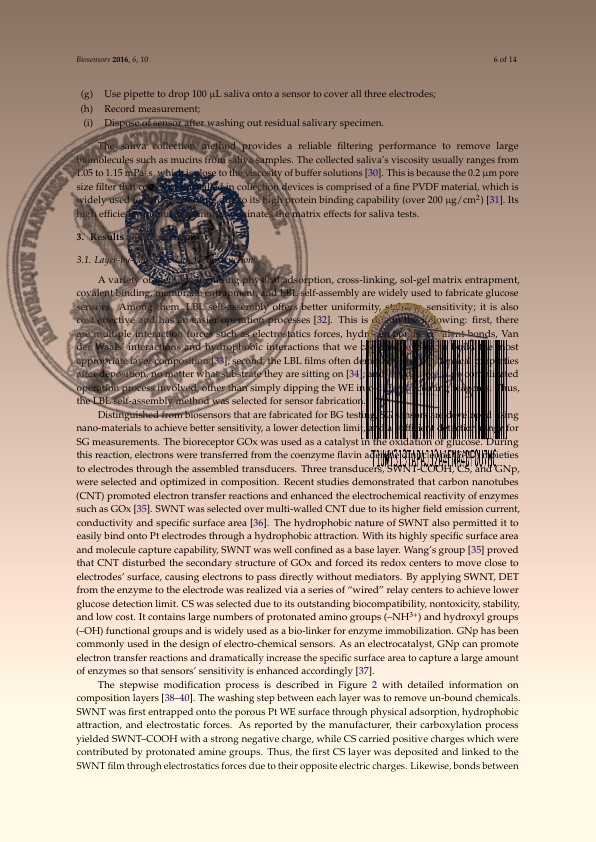 Biosensors 2016, 6, 10
6 of 14
(g) Use pipette to drop 100 µL saliva onto a sensor to cover all three electrodes;
(h) Record measurement;
(i) Dispose of sensor after washing out residual salivary specimen.
The saliva collection method provides a reliable filtering performance to remove large
biomolecules such as mucins from saliva samples. The collected saliva's viscosity usually ranges from
1.05 to 1.15 mPa·s, which is close to the viscosity of buffer solutions [30]. This is because the 0.2 µm pore
size filter that in collection devices is comprised of a fine PVDF material, which is
widely used to its high protein binding capability (over 200 µg/cm2) [31]. Its
high efficiency eliminates the matrix effects for saliva tests.
3. Results
3.1. Layer-by-
A variety of physical adsorption, cross-linking, sol-gel matrix entrapment,
covalent binding, membrane entrapment, and LBL self-assembly are widely used to fabricate glucose
sensors. Among them, LBL self-assembly offers better uniformity, stability, sensitivity; it is also
cost effective and has an easier operation processes [32]. This is due to the following: first, there
are multiple interaction forces such as electrostatics forces, hydrogen bonds, Van
der Waals' interactions and hydrophobic interactions that we most
appropriate layer composition [33]; second, the LBL films often properties
after deposition, no matter what substrate they are sitting on [34] complicated
operation process involved, other than simply dipping the WE into reagents. Thus,
the LBL self-assembly method was selected for sensor fabrication.
Distinguished from biosensors that are fabricated for BG testing, SG sensors are developed using
nano-materials to achieve better sensitivity, a lower detection limit, and a sufficient detection range for
SG measurements. The bioreceptor GOx was used as a catalyst in the oxidation of glucose. During
this reaction, electrons were transferred from the coenzyme flavin
to electrodes through the assembled transducers. Three transducers, SWNT-COOH, CS, and GNp,
were selected and optimized in composition. Recent studies demonstrated that carbon nanotubes
(CNT) promoted electron transfer reactions and enhanced the electrochemical reactivity of enzymes
such as GOx [35]. SWNT was selected over multi-walled CNT due to its higher field emission current,
conductivity and specific surface area [36]. The hydrophobic nature of SWNT also permitted it to
easily bind onto Pt electrodes through a hydrophobic attraction. With its highly specific surface area
and molecule capture capability, SWNT was well confined as a base layer. Wang's group [35] proved
that CNT disturbed the secondary structure of GOx and forced its redox centers to move close to
electrodes' surface, causing electrons to pass directly without mediators. By applying SWNT, DET
from the enzyme to the electrode was realized via a series of "wired" relay centers to achieve lower
glucose detection limit. CS was selected due to its outstanding biocompatibility, nontoxicity, stability,
and low cost. It contains large numbers of protonated amino groups (–NH3+) and hydroxyl groups
(–OH) functional groups and is widely used as a bio-linker for enzyme immobilization. GNp has been
commonly used in the design of electro-chemical sensors. As an electrocatalyst, GNp can promote
electron transfer reactions and dramatically increase the specific surface area to capture a large amount
of enzymes so that sensors' sensitivity is enhanced accordingly [37].
The stepwise modification process is described in Figure 2 with detailed information on
composition layers [38–40]. The washing step between each layer was to remove un-bound chemicals.
SWNT was first entrapped onto the porous Pt WE surface through physical adsorption, hydrophobic
attraction, and electrostatic forces. As reported by the manufacturer, their carboxylation process
yielded SWNT–COOH with a strong negative charge, while CS carried positive charges which were
contributed by protonated amine groups. Thus, the first CS layer was deposited and linked to the
SWNT film through electrostatics forces due to their opposite electric charges. Likewise, bonds between